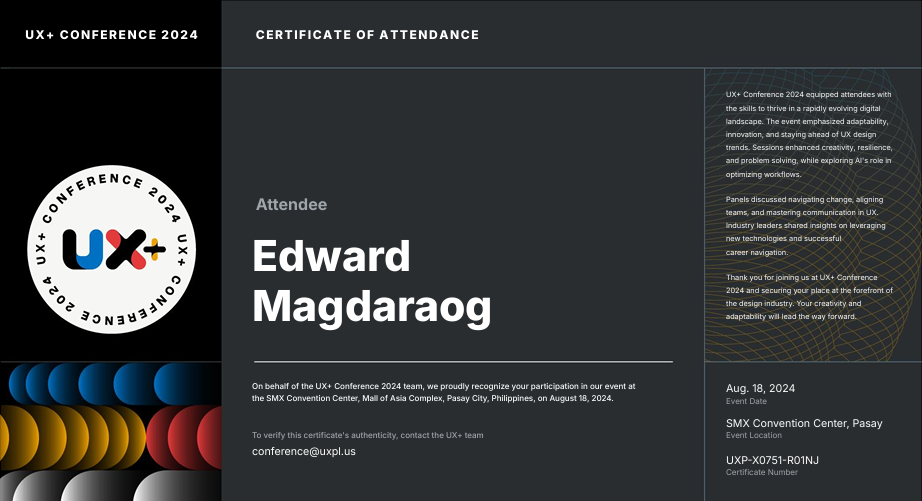 UX+ CONFERENCE 2024
CERTIFICATE OF ATTENDANCE
UX+ CONFERENCE 2024 UX+ CONFERENCE 2024
UX+
Attendee
Edward
Magdaraog
On behalf of the UX+ Conference 2024 team, we proudly recognize your participation in our event at
the SMX Convention Center, Mall of Asia Complex, Pasay City, Philippines, on August 18, 2024.
To verify this certificate's authenticity, contact the UX+ team
conference@uxpl.us
UX+ Conference 2024 equipped attendees with
the skills to thrive in a rapidly evolving digital
landscape. The event emphasized adaptability,
innovation, and staying ahead of UX design
trends. Sessions enhanced creativity, resilience,
and problem solving, while exploring AI's role in
optimizing workflows.
Panels discussed navigating change, aligning
teams, and mastering communication in UX.
Industry leaders shared insights on leveraging
new technologies and successful
career navigation.
Thank you for joining us at UX+ Conference
2024 and securing your place at the forefront of
the design industry. Your creativity and
adaptability will lead the way forward.
Aug. 18, 2024
Event Date
SMX Convention Center, Pasay
Event Location
UXP-X0751-R01NJ
Certificate Number